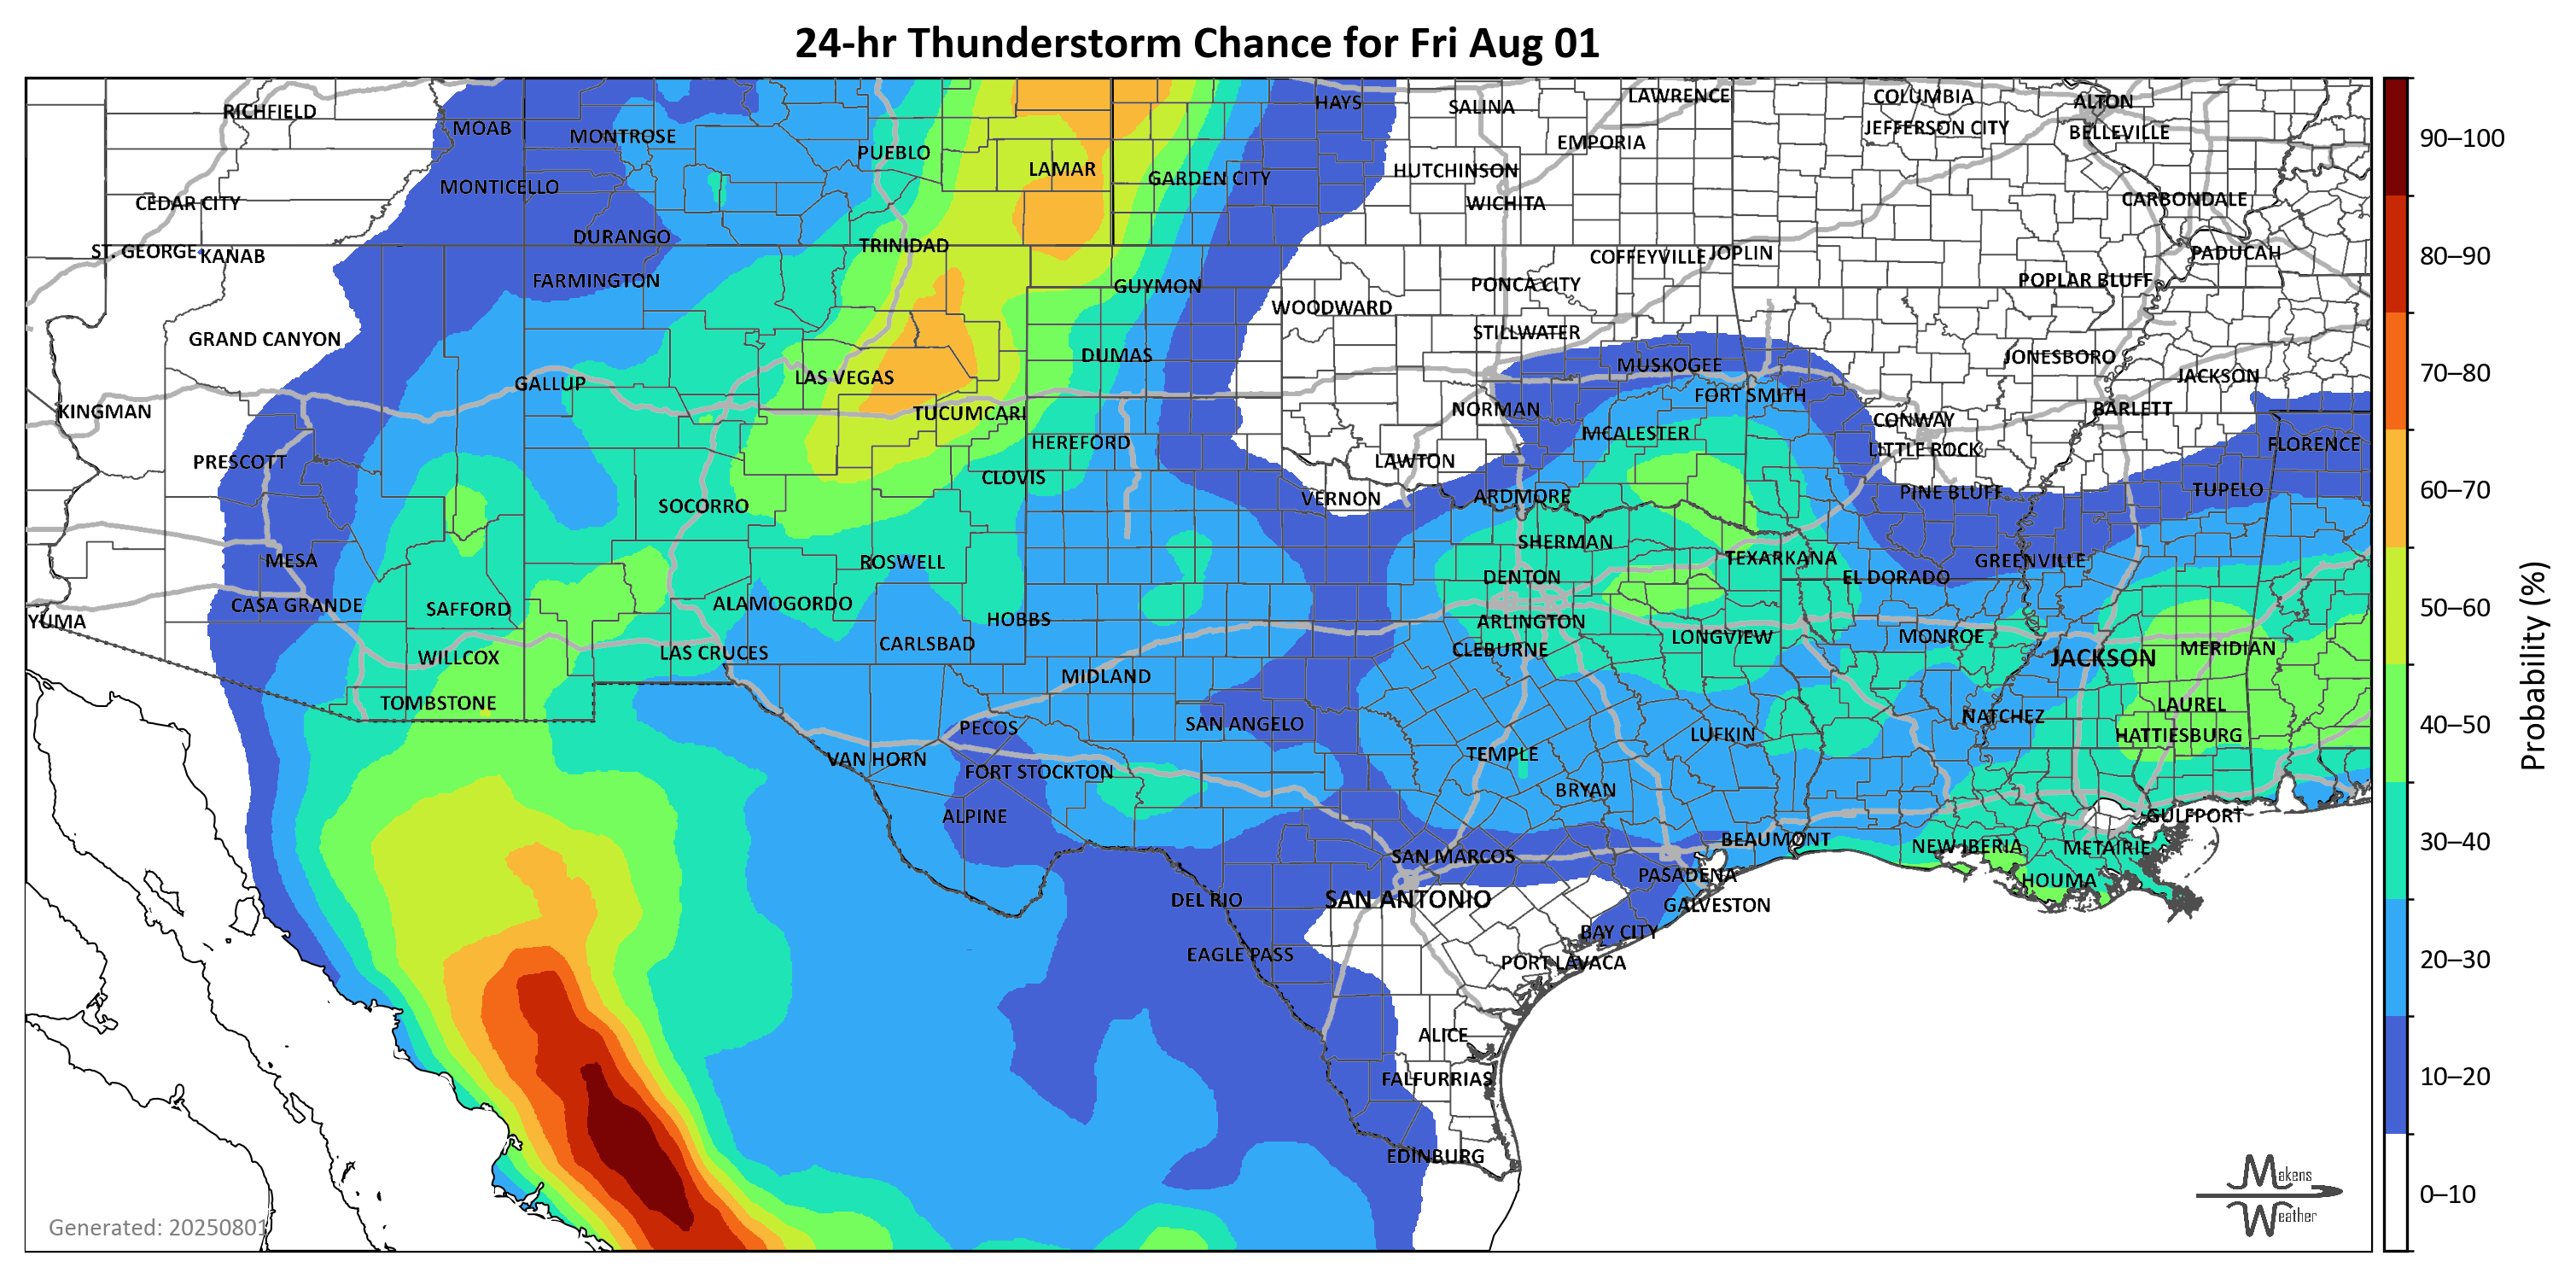 24-hr Thunderstorm Chance for Fri Aug 01
RICHFIELD
MOAB
MONTROSE
PUEBLO
LAMAR
GARDEN CITY
HAYS
SALINA
LAWRENCE
COLUMBIA
ALTON
JEFFERSON CITY
BELLEVILLE
EMPORIA
HUTCHINSON
WICHITA
CARBONDALE
MONTICELLO
CEDAR CITY
ST. GEORGE
KANAB
DURANGO
TRINIDAD
FARMINGTON
GUYMON
COFFEYVILLE
JOPLIN
PADUCAH
PONCA CITY
POPLAR BLUFF
WOODWARD
STILLWATER
GRAND CANYON
DUMAS
MUSKOGEE
JONESBORO
JACKSON
LAS VEGAS
GALLUP
FORT SMITH
KINGMAN
TUCUMCARI
NORMAN
CONWAY
BARLETT
HEREFORD
MCALESTER
LITTLE ROCK
FLORENCE
PRESCOTT
CLOVIS
LAWTON
VERNON
ARDMORE
PINE BLUFF
TUPELO
SOCORRO
SHERMAN
TEXARKANA
GREENVILLE
MESA
ROSWELL
DENTON
EL DORADO
CASA GRANDE
SAFFORD
ALAMOGORDO
HOBBS
ARLINGTON
YUMA
CARLSBAD
CLEBURNE
LONGVIEW
MONROE
JACKSON
MERIDIAN
WILLCOX
LAS CRUCES
MIDLAND
TOMBSTONE
PECOS
SAN ANGELO
NATCHEZ
LAUREL
LUFKIN
HATTIESBURG
TEMPLE
VAN HORN
FORT STOCKTON
BRYAN
ALPINE
BEAUMONT
GULFPORT
SAN MARCOS
NEW IBERIA
METAIRIE
PASADENA
HOUMA
DEL RIO
SAN ANTONIO
GALVESTON
BAY CITY
EAGLE PASS
PORT LAVACA
ALICE
FALFURRIAS
EDINBURG
Generated: 20250801
Makens
Weather
90–100
80–90
70–80
60–70
50–60
40–50
30–40
20–30
10–20
0–10
Probability (%)